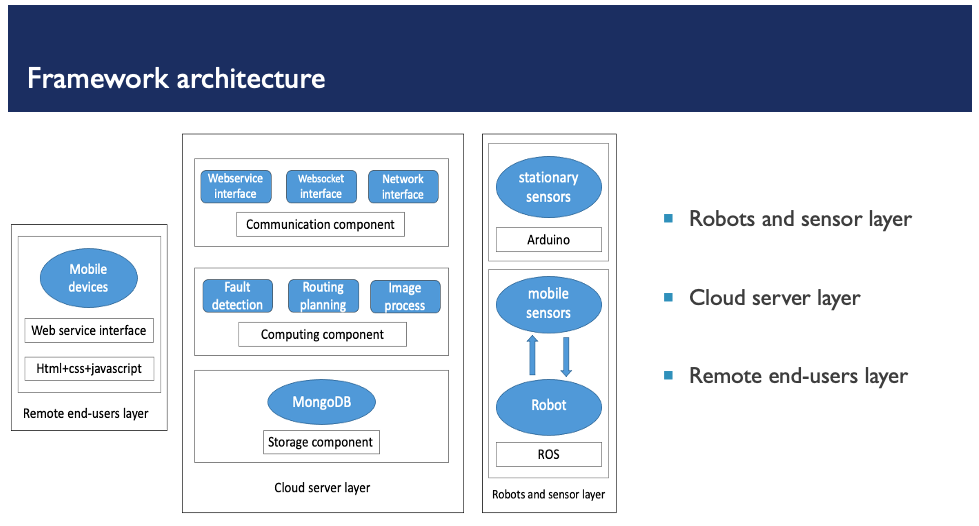 Framework architecture
Mobile
devices
Web service interface
Html+css+javascript
Remote end-users layer
Webservice
interface
Websocket
interface
Network
interface
Communication component
Fault
detection
Routing
planning
Image
process
Computing component
MongoDB
Storage component
Cloud server layer
stationary
sensors
Arduino
mobile
sensors
Robot
ROS
Robots and sensor layer
Robots and sensor layer
Cloud server layer
Remote end-users layer